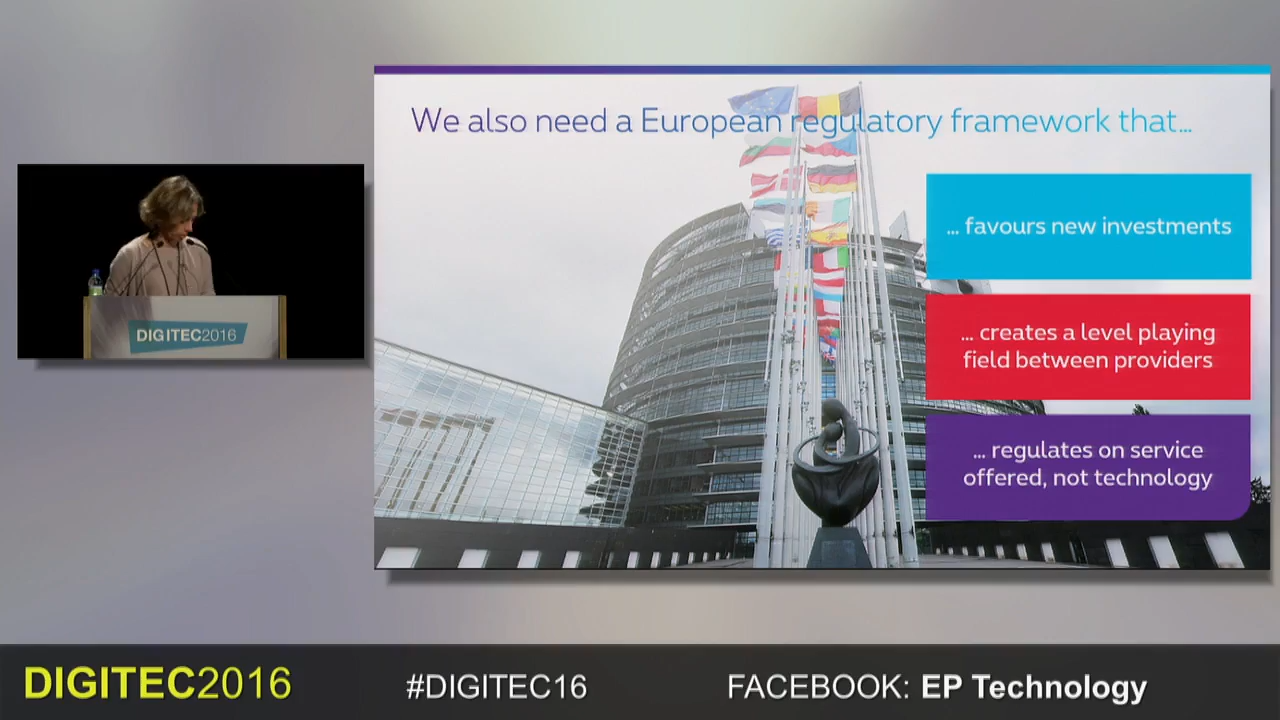 We also need a European regulatory framework that...
... favours new investments
... creates a level playing
field between providers
... regulates on service
offered, not technology
DIGITEC2016
DIGITEC2016
#DIGITEC16
FACEBOOK: EP Technology